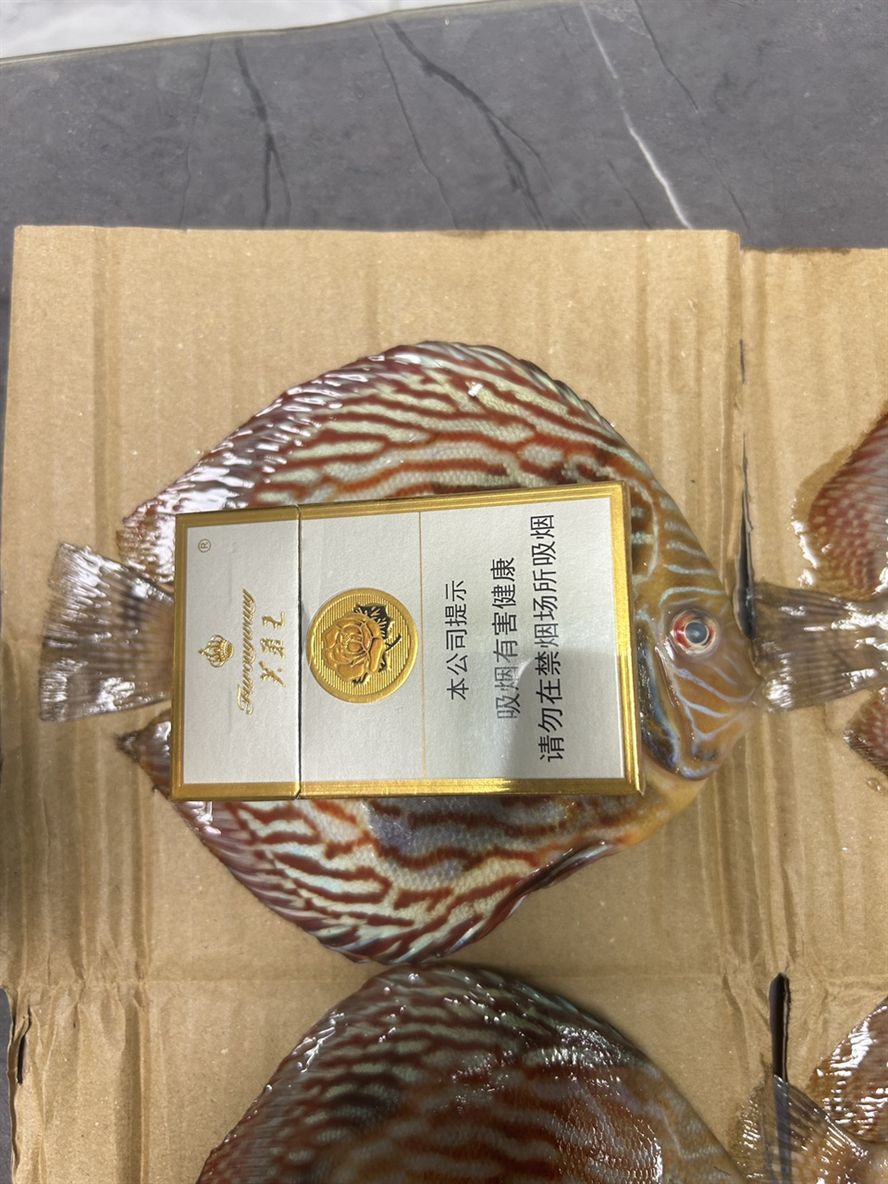 ®
Furongwang
芙蓉王
本公司提示
吸烟有害健康
请勿在禁烟场所吸烟